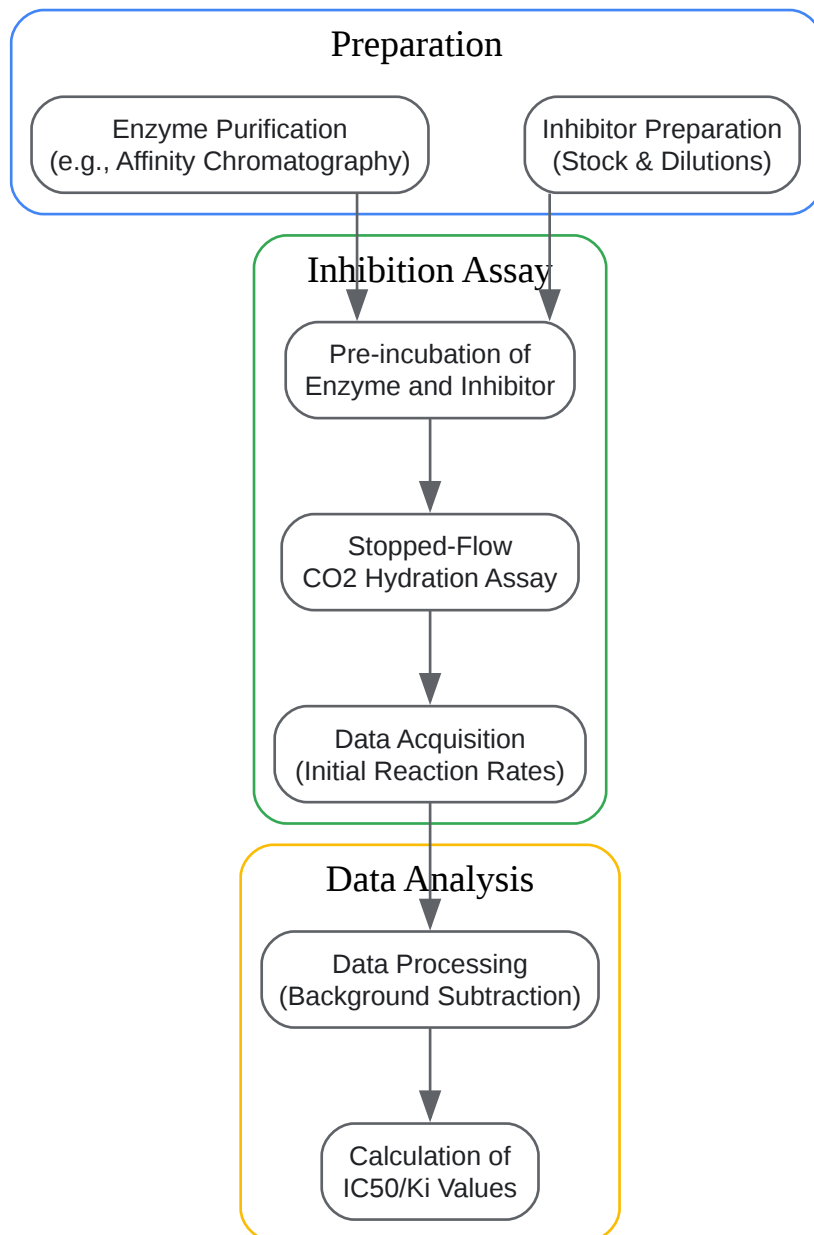 Preparation
Enzyme Purification
(e.g., Affinity Chromatography)
Inhibitor Preparation
(Stock & Dilutions)
Inhibition Assay
Pre-incubation of
Enzyme and Inhibitor
Stopped-Flow
CO2 Hydration Assay
Data Acquisition
(Initial Reaction Rates)
Data Analysis
Data Processing
(Background Subtraction)
Calculation of
IC50/Ki Values